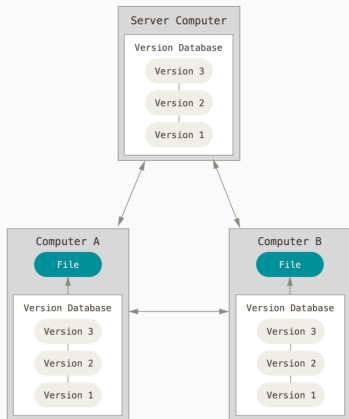 Server Computer
Version Database
Version 3
Version 2
Version 1
Computer A
File
Version Database
Version 3
Version 2
Version 1
Computer B
File
Version Database
Version 3
Version 2
Version 1